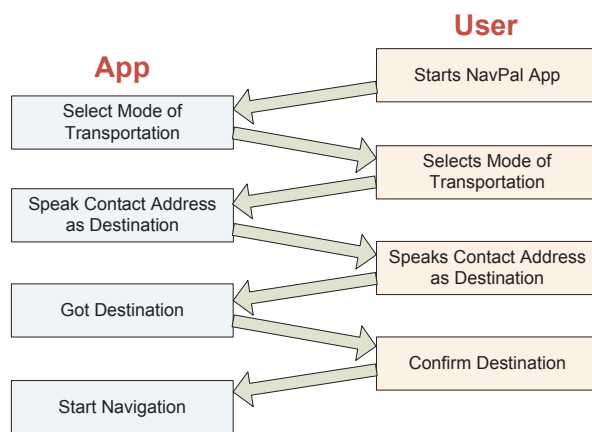 User
App
Starts NavPal App
Select Mode of
Transportation
Selects Mode of
Transportation
Speak Contact Address
as Destination
Speaks Contact Address
as Destination
Got Destination
Confirm Destination
Start Navigation